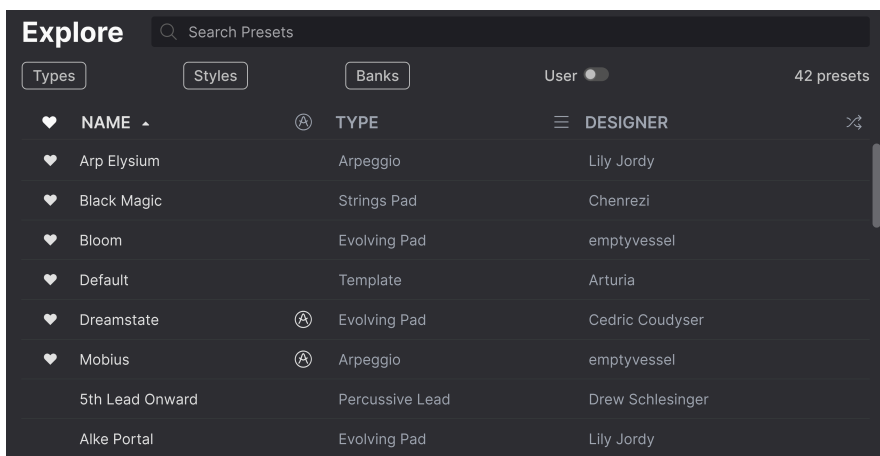 Explore Search Presets
Types Styles Banks User 42 presets
NAME TYPE DESIGNER
Arp Elysium Arpeggio Lily Jordy
Black Magic Strings Pad Chenrezi
Bloom Evolving Pad emptyvessel
Default Template Arturia
Dreamstate Evolving Pad Cedric Coudyser
Mobius Arpeggio emptyvessel
5th Lead Onward Percussive Lead Drew Schlesinger
Alke Portal Evolving Pad Lily Jordy